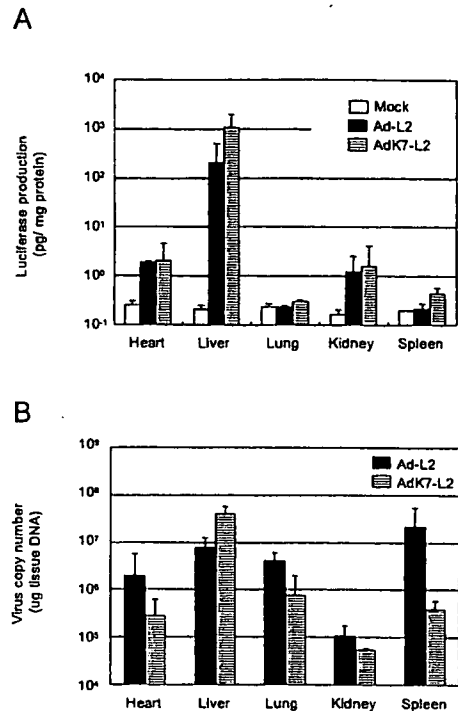 A
Luciferase production
(pg/ mg protein)
10⁴
10³
10²
10¹
10⁰
10⁻¹
Mock
Ad-L2
AdK7-L2
Heart Liver Lung Kidney Spleen
B
Virus copy number
(ug tissue DNA)
10⁹
10⁸
10⁷
10⁶
10⁵
10⁴
Ad-L2
AdK7-L2
Heart Liver Lung Kidney Spleen